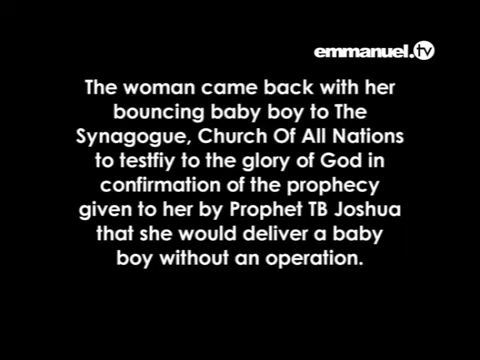 emmanuel.tv
The woman came back with her
bouncing baby boy to The
Synagogue, Church Of All Nations
to testfiy to the glory of God in
confirmation of the prophecy
given to her by Prophet TB Joshua
that she would deliver a baby
boy without an operation.